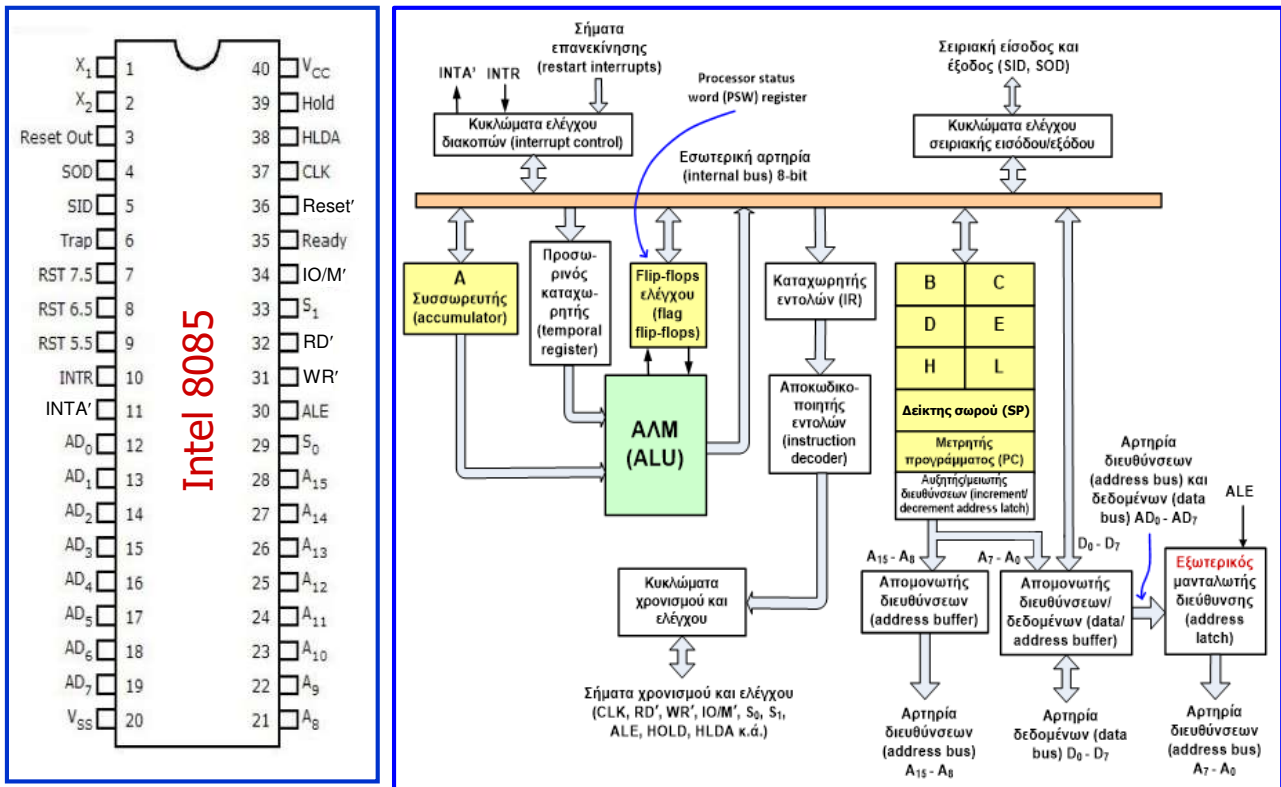 X₁ 1
X₂ 2
Reset Out 3
SOD 4
SID 5
Trap 6
RST 7.5 7
RST 6.5 8
RST 5.5 9
INTR 10
INTA' 11
AD₀ 12
AD₁ 13
AD₂ 14
AD₃ 15
AD₄ 16
AD₅ 17
AD₆ 18
AD₇ 19
V_SS 20
Intel 8085
40 V_CC
39 Hold
38 HLDA
37 CLK
36 Reset'
35 Ready
34 IO/M'
33 S₁
32 RD'
31 WR'
30 ALE
29 S₀
28 A₁₅
27 A₁₄
26 A₁₃
25 A₁₂
24 A₁₁
23 A₁₀
22 A₉
21 A₈
Σήματα
επανεκίνησης
(restart interrupts)
INTA'
INTR
Κυκλώματα ελέγχου
διακοπών (interrupt control)
Processor status
word (PSW) register
Εσωτερική αρτηρία
(internal bus) 8-bit
Σειριακή είσοδος και
έξοδος (SID, SOD)
Κυκλώματα ελέγχου
σειριακής εισόδου/εξόδου
A
Συσσωρευτής
(accumulator)
Προσω-
ρινός
καταχω-
ρητής
(temporal
register)
Flip-flops
ελέγχου
(flag
flip-flops)
ΑΛΜ
(ALU)
Καταχωρητής
εντολών (IR)
Αποκωδικο-
ποιητής
εντολών
(instruction
decoder)
B C
D E
H L
Δείκτης σωρού (SP)
Μετρητής
προγράμματος (PC)
Αυξητής/μειωτής
διευθύνσεων (increment/
decrement address latch)
Αρτηρία
διευθύνσεων
(address bus) και
δεδομένων (data
bus) AD₀ - AD₇
ALE
A₁₅ - A₈
A₇ - A₀
D₀ - D₇
Κυκλώματα
χρονισμού και
ελέγχου
Απομονωτής
διευθύνσεων
(address buffer)
Απομονωτής
διευθύνσεων/
δεδομένων (data/
address buffer)
Εξωτερικός
μανταλωτής
διεύθυνσης
(address
latch)
Σήματα χρονισμού και ελέγχου
(CLK, RD', WR', IO/M', S₀, S₁,
ALE, HOLD, HLDA κ.ά.)
Αρτηρία
διευθύνσεων
(address bus)
A₁₅ - A₈
Αρτηρία
δεδομένων (data
bus) D₀ - D₇
Αρτηρία
διευθύνσεων
(address bus)
A₇ - A₀